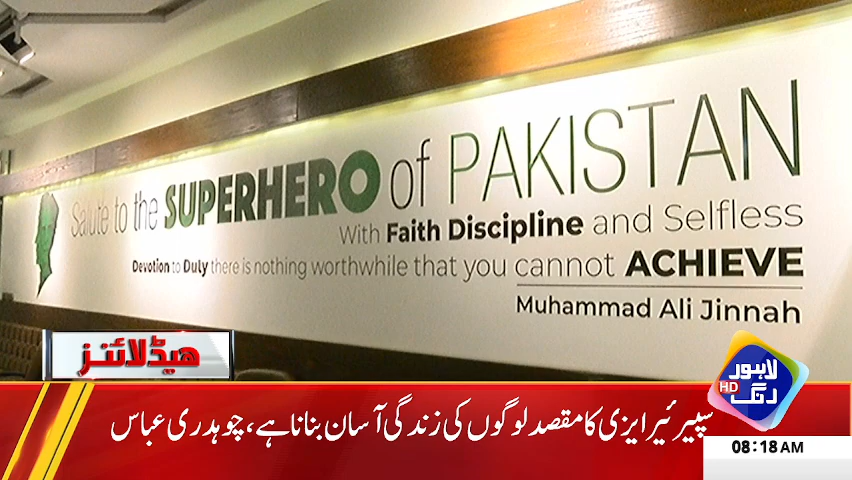 Salute to the SUPERHERO of PAKISTAN
With Faith Discipline and Selfless
Devotion to Duly there is nothing worthwhile that you cannot ACHIEVE
Muhammad Ali Jinnah
ہیڈلائنز
لاہور
رنگ HD
سپیرئیر ایزی کا مقصد لوگوں کی زندگی آسان بنانا ہے، چوہدری عباس
08:18 AM